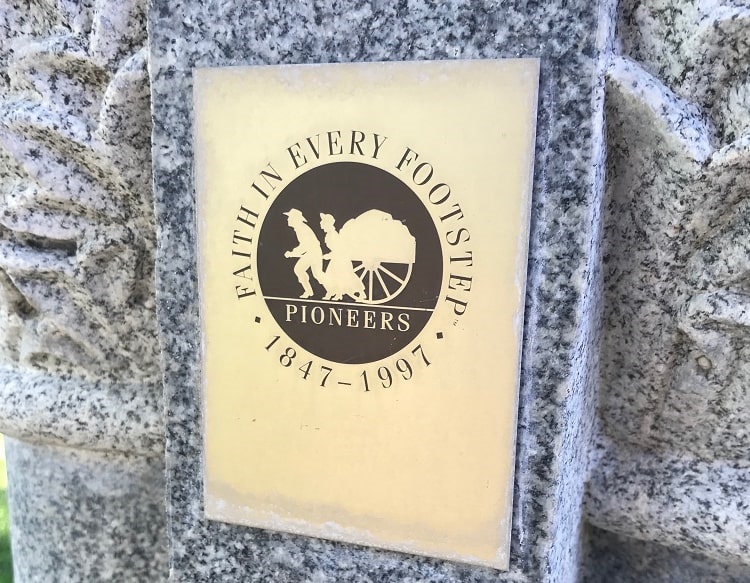 FAITH IN EVERY FOOTSTEP™
PIONEERS
• 1847–1997 •